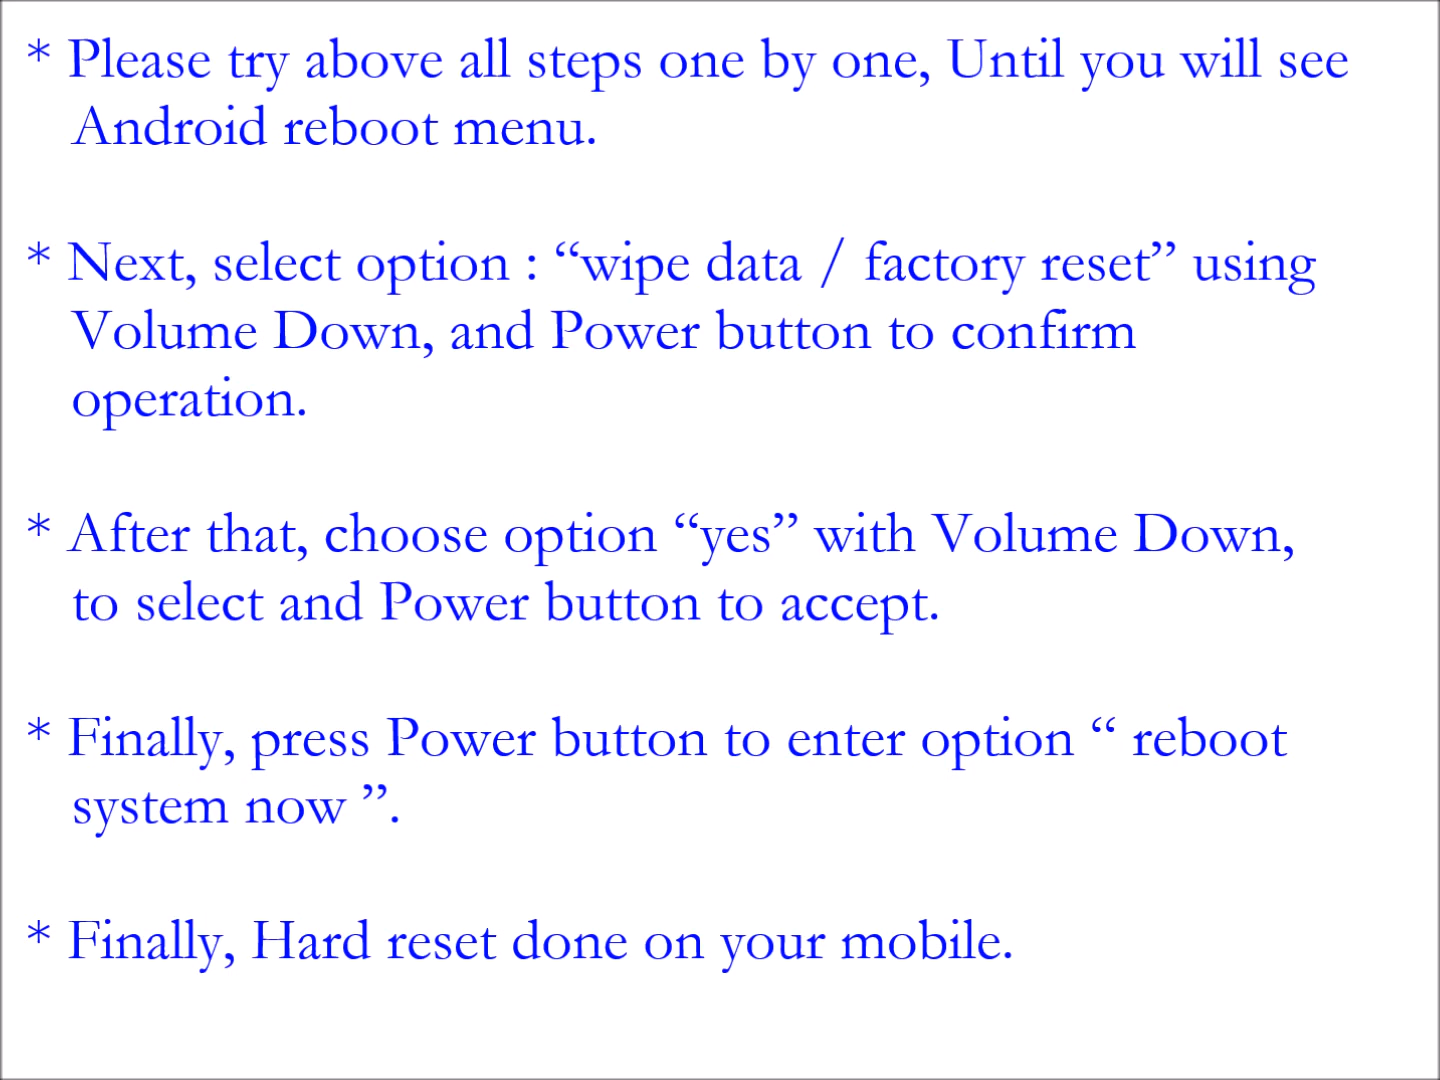 * Please try above all steps one by one, Until you will see
Android reboot menu.
* Next, select option : “wipe data / factory reset” using
Volume Down, and Power button to confirm
operation.
* After that, choose option “yes” with Volume Down,
to select and Power button to accept.
* Finally, press Power button to enter option “ reboot
system now ”.
* Finally, Hard reset done on your mobile.